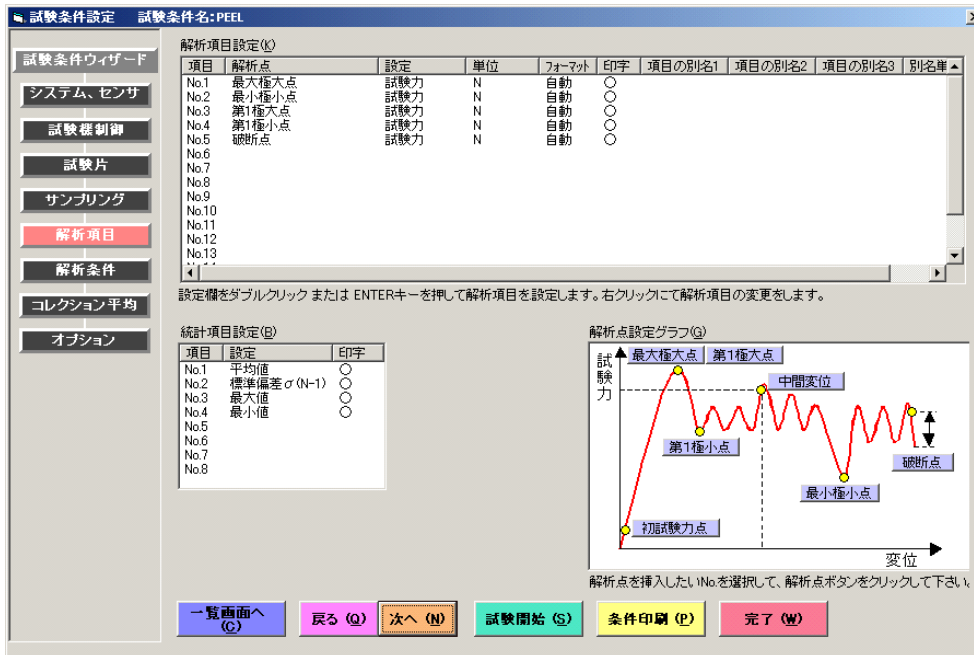 試験条件設定　試験条件名:PEEL
試験条件ウィザード
システム、センサ
試験機制御
試験片
サンプリング
解析項目
解析条件
コレクション平均
オプション
解析項目設定(K)
項目 解析点 設定 単位 フォーマット 印字 項目の別名1 項目の別名2 項目の別名3 別名単
No.1 最大極大点 試験力 N 自動 ○
No.2 最小極小点 試験力 N 自動 ○
No.3 第1極大点 試験力 N 自動 ○
No.4 第1極小点 試験力 N 自動 ○
No.5 破断点 試験力 N 自動 ○
No.6
No.7
No.8
No.9
No.10
No.11
No.12
No.13
設定欄をダブルクリック または ENTERキーを押して解析項目を設定します。右クリックにて解析項目の変更をします。
統計項目設定(B)
項目 設定 印字
No.1 平均値 ○
No.2 標準偏差σ(N-1) ○
No.3 最大値 ○
No.4 最小値 ○
No.5
No.6
No.7
No.8
解析点設定グラフ(G)
試験力
最大極大点 第1極大点
中間変位
第1極小点
破断点
最小極小点
初試験力点
変位
解析点を挿入したいNo.を選択して、解析点ボタンをクリックして下さい。
一覧画面へ
(C)
戻る (Q) 次へ (N) 試験開始 (S) 条件印刷 (P) 完了 (W)